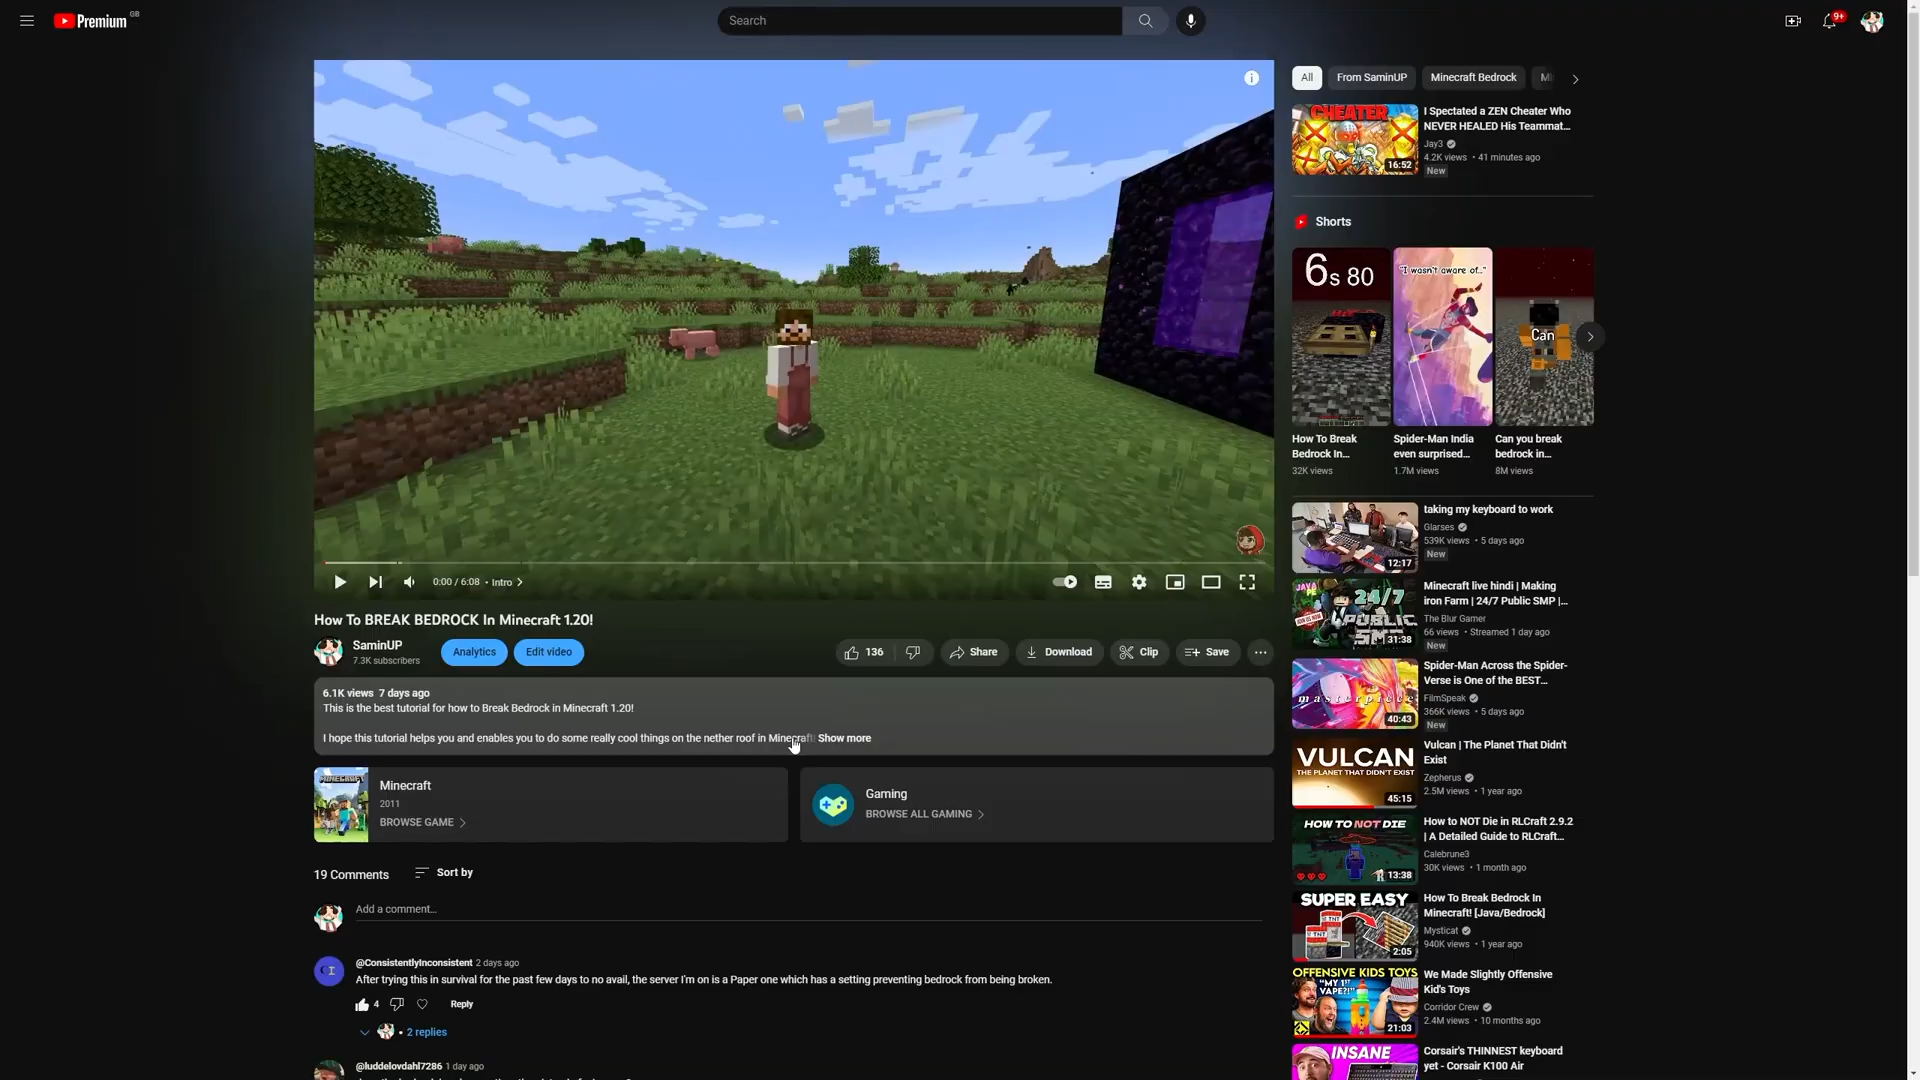 Premium GB
Search
9+
All
From SaminUP
Minecraft Bedrock
CHEATER
16:52
I Spectated a ZEN Cheater Who
NEVER HEALED His Teammat...
Jay3
4.2K views • 41 minutes ago
New
Shorts
6s 80
"I wasn't aware of..."
Can
How To Break
Bedrock In...
32K views
Spider-Man India
even surprised...
1.7M views
Can you break
bedrock in...
8M views
0:00 / 6:08 • Intro
How To BREAK BEDROCK In Minecraft 1.20!
SaminUP
7.3K subscribers
Analytics
Edit video
136
Share
Download
Clip
Save
6.1K views 7 days ago
This is the best tutorial for how to Break Bedrock in Minecraft 1.20!
I hope this tutorial helps you and enables you to do some really cool things on the nether roof in Minecraft! Show more
MINECRAFT
Minecraft
2011
BROWSE GAME
Gaming
BROWSE ALL GAMING
19 Comments
Sort by
Add a comment...
@ConsistentlyInconsistent 2 days ago
After trying this in survival for the past few days to no avail, the server I'm on is a Paper one which has a setting preventing bedrock from being broken.
4
Reply
• 2 replies
@luddelovdahl7286 1 day ago
12:17
taking my keyboard to work
Glarses
539K views • 5 days ago
New
JAVA
PE
24/7
PUBLIC
SMP
31:38
Minecraft live hindi | Making
iron Farm | 24/7 Public SMP |...
The Blur Gamer
66 views • Streamed 1 day ago
New
masterpiece
40:43
Spider-Man Across the Spider-
Verse is One of the BEST...
FilmSpeak
366K views • 5 days ago
New
VULCAN
THE PLANET THAT DIDN'T EXIST
45:15
Vulcan | The Planet That Didn't
Exist
Zepherus
2.5M views • 1 year ago
HOW TO NOT DIE
13:38
How to NOT Die in RLCraft 2.9.2
| A Detailed Guide to RLCraft...
Calebrune3
30K views • 1 month ago
SUPER EASY
TNT
TNT
2:05
How To Break Bedrock In
Minecraft! [Java/Bedrock]
Mysticat
940K views • 1 year ago
OFFENSIVE KIDS TOYS
"MY 1ST
VAPE?!"
21:03
We Made Slightly Offensive
Kid's Toys
Corridor Crew
2.4M views • 10 months ago
INSANE
Corsair's THINNEST keyboard
yet - Corsair K100 Air